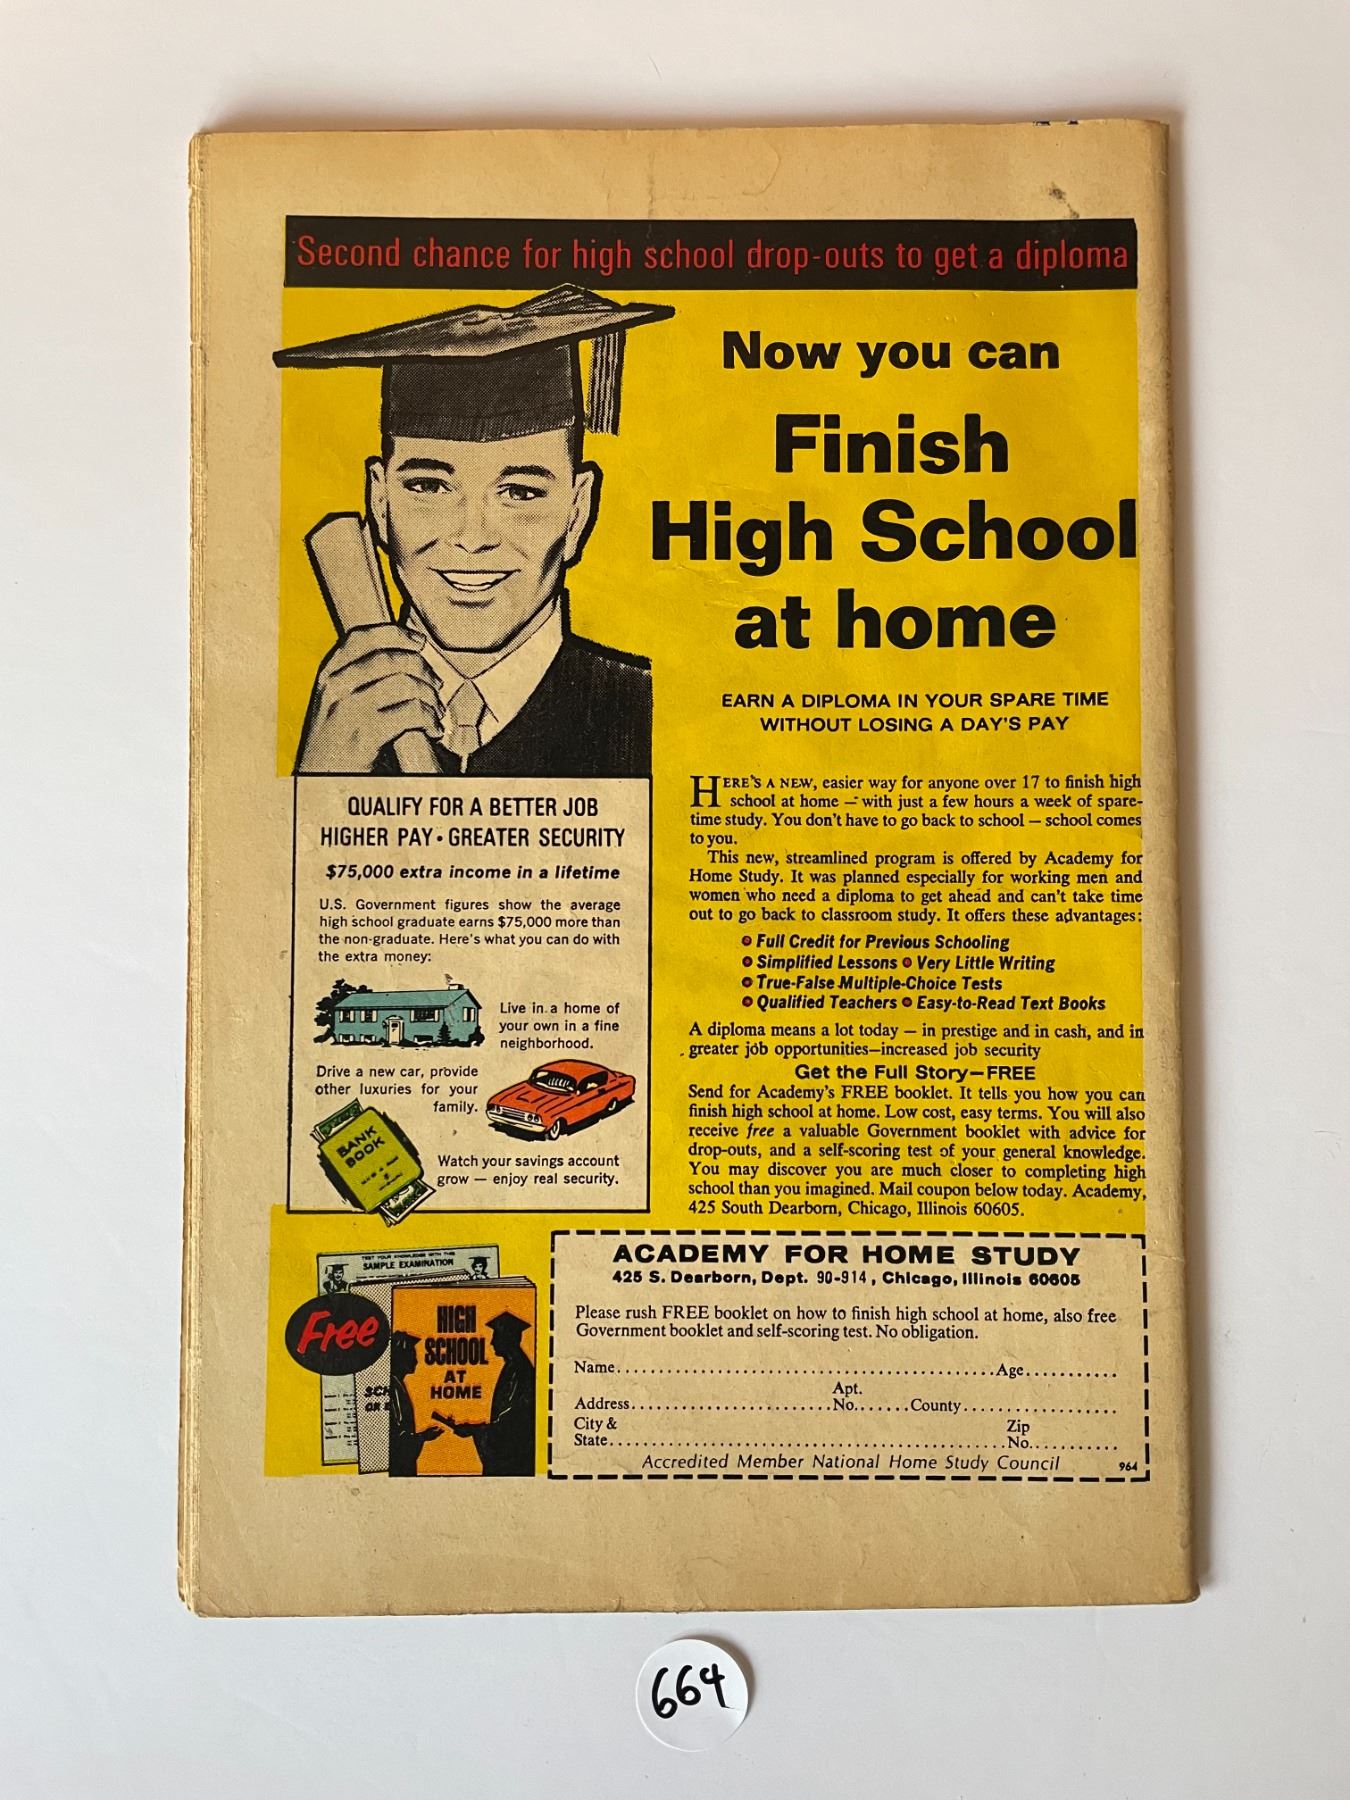 Second chance for high school drop-outs to get a diploma
Now you can
Finish
High School
at home
EARN A DIPLOMA IN YOUR SPARE TIME
WITHOUT LOSING A DAY'S PAY
QUALIFY FOR A BETTER JOB
HIGHER PAY • GREATER SECURITY
$75,000 extra income in a lifetime
U.S. Government figures show the average
high school graduate earns $75,000 more than
the non-graduate. Here's what you can do with
the extra money:
Live in a home of
your own in a fine
neighborhood.
Drive a new car, provide
other luxuries for your
family.
BANK
BOOK
Watch your savings account
grow — enjoy real security.
HERE'S A NEW, easier way for anyone over 17 to finish high
school at home — with just a few hours a week of spare-
time study. You don't have to go back to school — school comes
to you.
This new, streamlined program is offered by Academy for
Home Study. It was planned especially for working men and
women who need a diploma to get ahead and can't take time
out to go back to classroom study. It offers these advantages:
• Full Credit for Previous Schooling
• Simplified Lessons • Very Little Writing
• True-False Multiple-Choice Tests
• Qualified Teachers • Easy-to-Read Text Books
A diploma means a lot today — in prestige and in cash, and in
greater job opportunities—increased job security
Get the Full Story—FREE
Send for Academy's FREE booklet. It tells you how you can
finish high school at home. Low cost, easy terms. You will also
receive free a valuable Government booklet with advice for
drop-outs, and a self-scoring test of your general knowledge.
You may discover you are much closer to completing high
school than you imagined. Mail coupon below today. Academy,
425 South Dearborn, Chicago, Illinois 60605.
TEST YOUR KNOWLEDGE WITH THIS
SAMPLE EXAMINATION
Free
SCH
OR
HIGH
SCHOOL
AT
HOME
ACADEMY FOR HOME STUDY
425 S. Dearborn, Dept. 90-914, Chicago, Illinois 60605
Please rush FREE booklet on how to finish high school at home, also free
Government booklet and self-scoring test. No obligation.
Name Age
Apt.
Address No. County
City & Zip
State No.
Accredited Member National Home Study Council 964
664